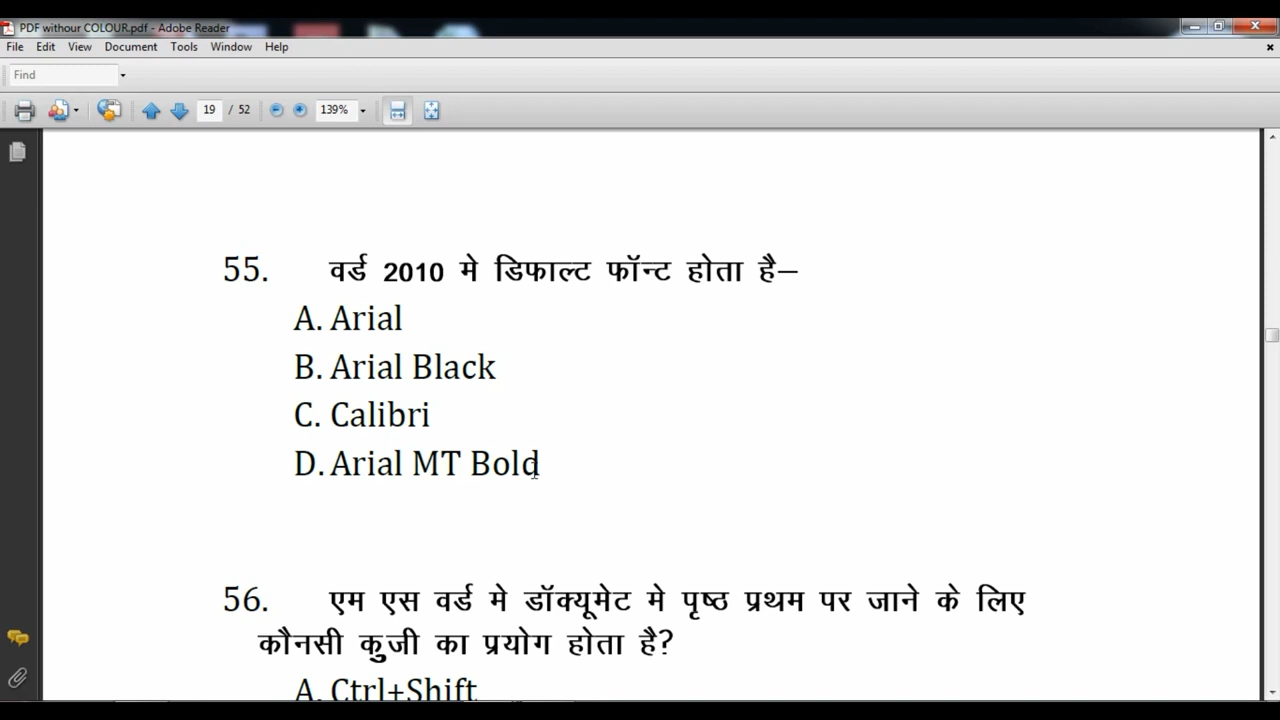 PDF withour COLOUR.pdf - Adobe Reader
File Edit View Document Tools Window Help
Find
19 / 52 139%
55. वर्ड 2010 मे डिफाल्ट फॉन्ट होता है–
A. Arial
B. Arial Black
C. Calibri
D. Arial MT Bold
56. एम एस वर्ड मे डॉक्यूमेट मे पृष्ठ प्रथम पर जाने के लिए
कौनसी कुजी का प्रयोग होता है?
A. Ctrl+Shift